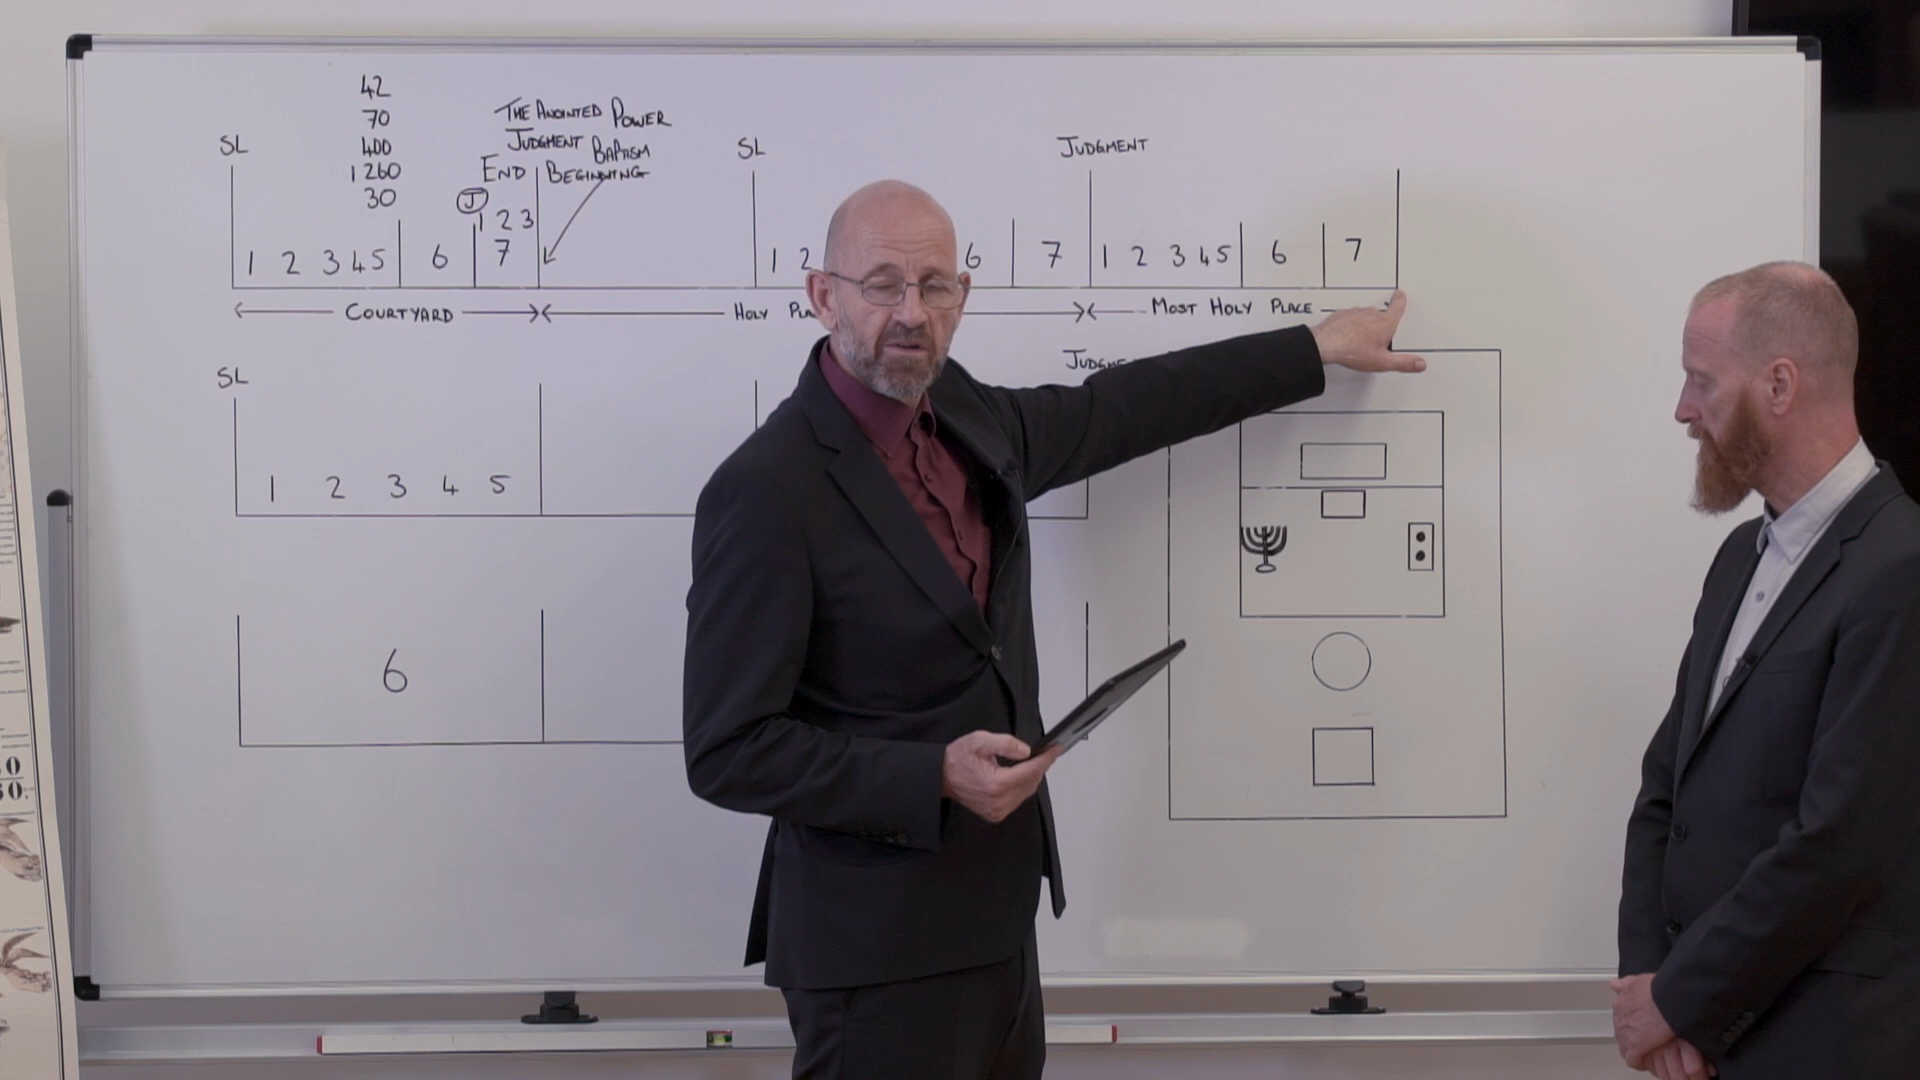 42
70
400
1260
30
THE ANOINTED POWER
JUDGMENT BAPTISM
END BEGINNING
SL
SL
JUDGMENT
J
1 2 3
1 2 3 4 5 6 7
1 2 6 7
1 2 3 4 5 6 7
COURTYARD
HOLY
MOST HOLY PLACE
SL
1 2 3 4 5
6